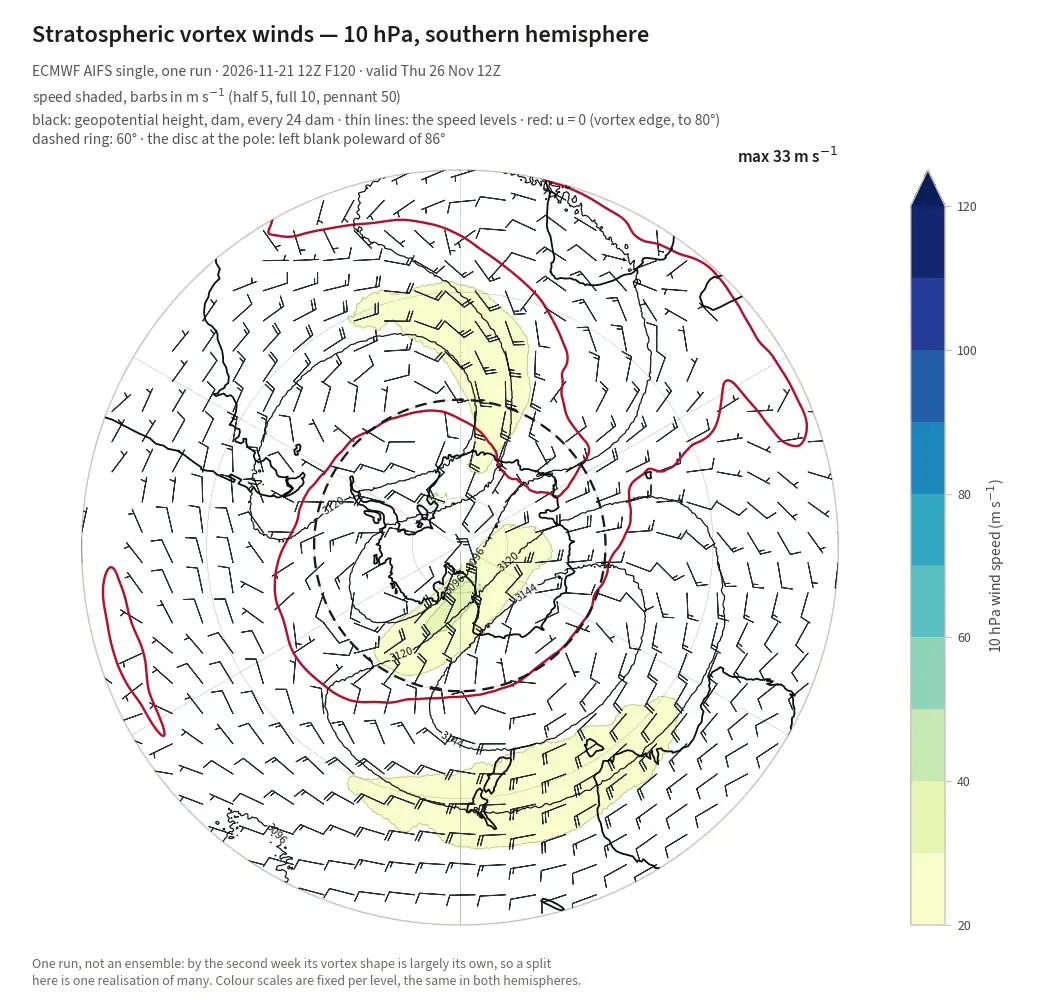 Stratospheric vortex winds — 10 hPa, southern hemisphere
ECMWF AIFS single, one run · 2026-11-21 12Z F120 · valid Thu 26 Nov 12Z
speed shaded, barbs in m s⁻¹ (half 5, full 10, pennant 50)
black: geopotential height, dam, every 24 dam · thin lines: the speed levels · red: u = 0 (vortex edge, to 80°)
dashed ring: 60° · the disc at the pole: left blank poleward of 86°
max 33 m s⁻¹
120
100
80
60
40
20
10 hPa wind speed (m s⁻¹)
3120
3096
3120
3096
3144
3120
3144
3096
One run, not an ensemble: by the second week its vortex shape is largely its own, so a split
here is one realisation of many. Colour scales are fixed per level, the same in both hemispheres.